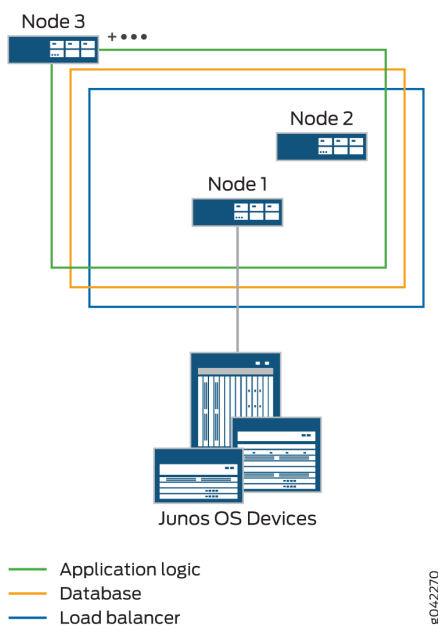 Node 3
+•••
Node 2
Node 1
Junos OS Devices
Application logic
Database
Load balancer
g042270